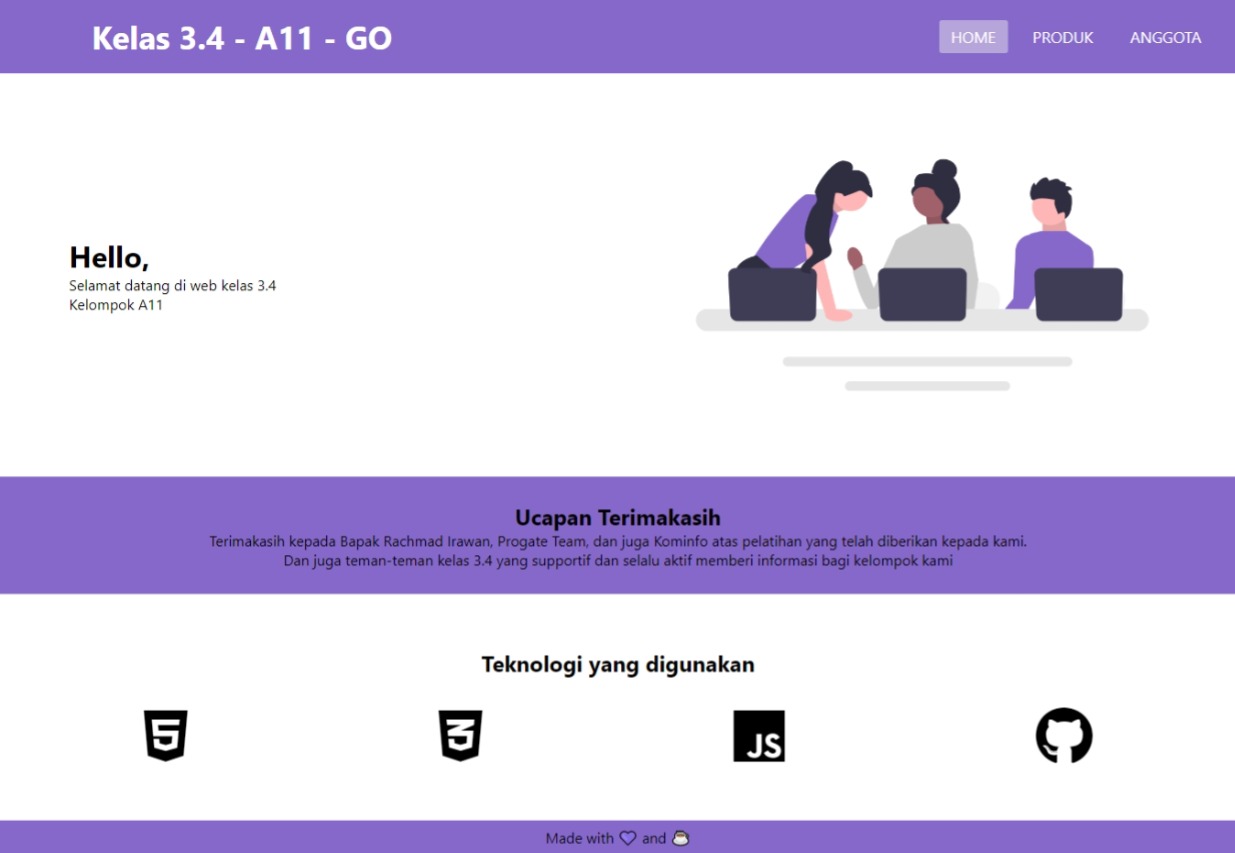 Kelas 3.4 - A11 - GO
HOME PRODUK ANGGOTA
Hello,
Selamat datang di web kelas 3.4
Kelompok A11
Ucapan Terimakasih
Terimakasih kepada Bapak Rachmad Irawan, Progate Team, dan juga Kominfo atas pelatihan yang telah diberikan kepada kami.
Dan juga teman-teman kelas 3.4 yang supportif dan selalu aktif memberi informasi bagi kelompok kami
Teknologi yang digunakan
5 3 JS
Made with 💜 and ☕